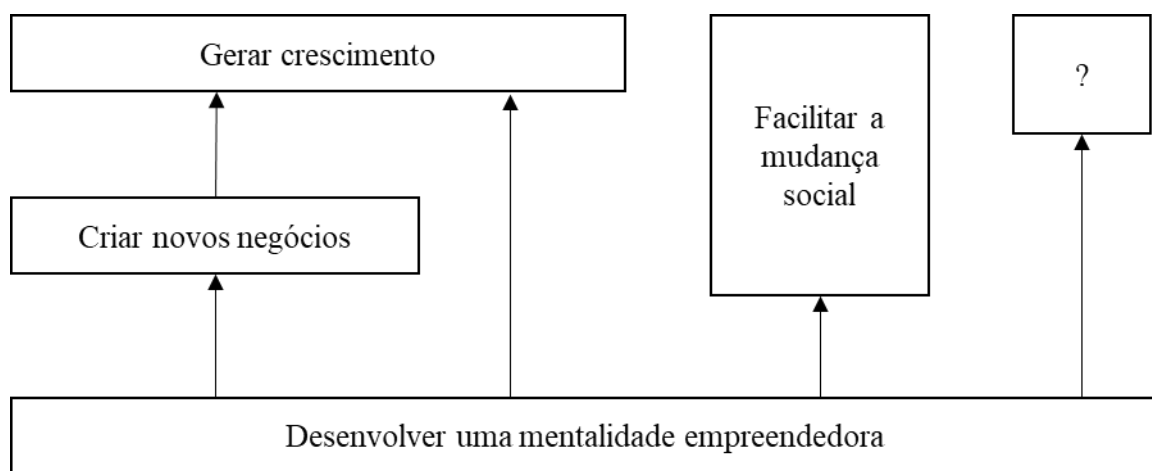 Gerar crescimento
?
Facilitar a
mudança
social
Criar novos negócios
Desenvolver uma mentalidade empreendedora